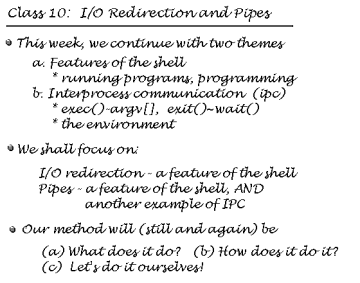 Class 10: I/O Redirection and Pipes
This week, we continue with two themes
a. Features of the shell
* running programs, programming
b. Interprocess communication (ipc)
* exec()-argv[], exit()~wait()
* the environment
We shall focus on:
I/O redirection - a feature of the shell
Pipes - a feature of the shell, AND
another example of IPC
Our method will (still and again) be
(a) What does it do? (b) How does it do it?
(c) Let's do it ourselves!